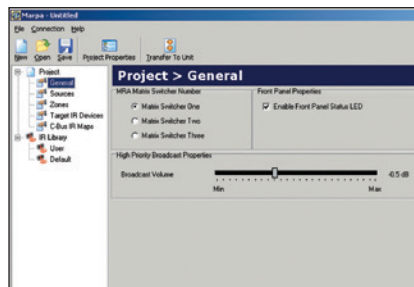 Marpa - Untitled
File Connection Help
New Open Save Project Properties Transfer To Unit
Project
General
Sources
Zones
Target IR Devices
C-Bus IR Maps
IR Library
User
Default
Project > General
MRA Matrix Switcher Number
Matrix Switcher One
Matrix Switcher Two
Matrix Switcher Three
Front Panel Properties
Enable Front Panel Status LED
High Priority Broadcast Properties
Broadcast Volume
-0.5 dB
Min Max